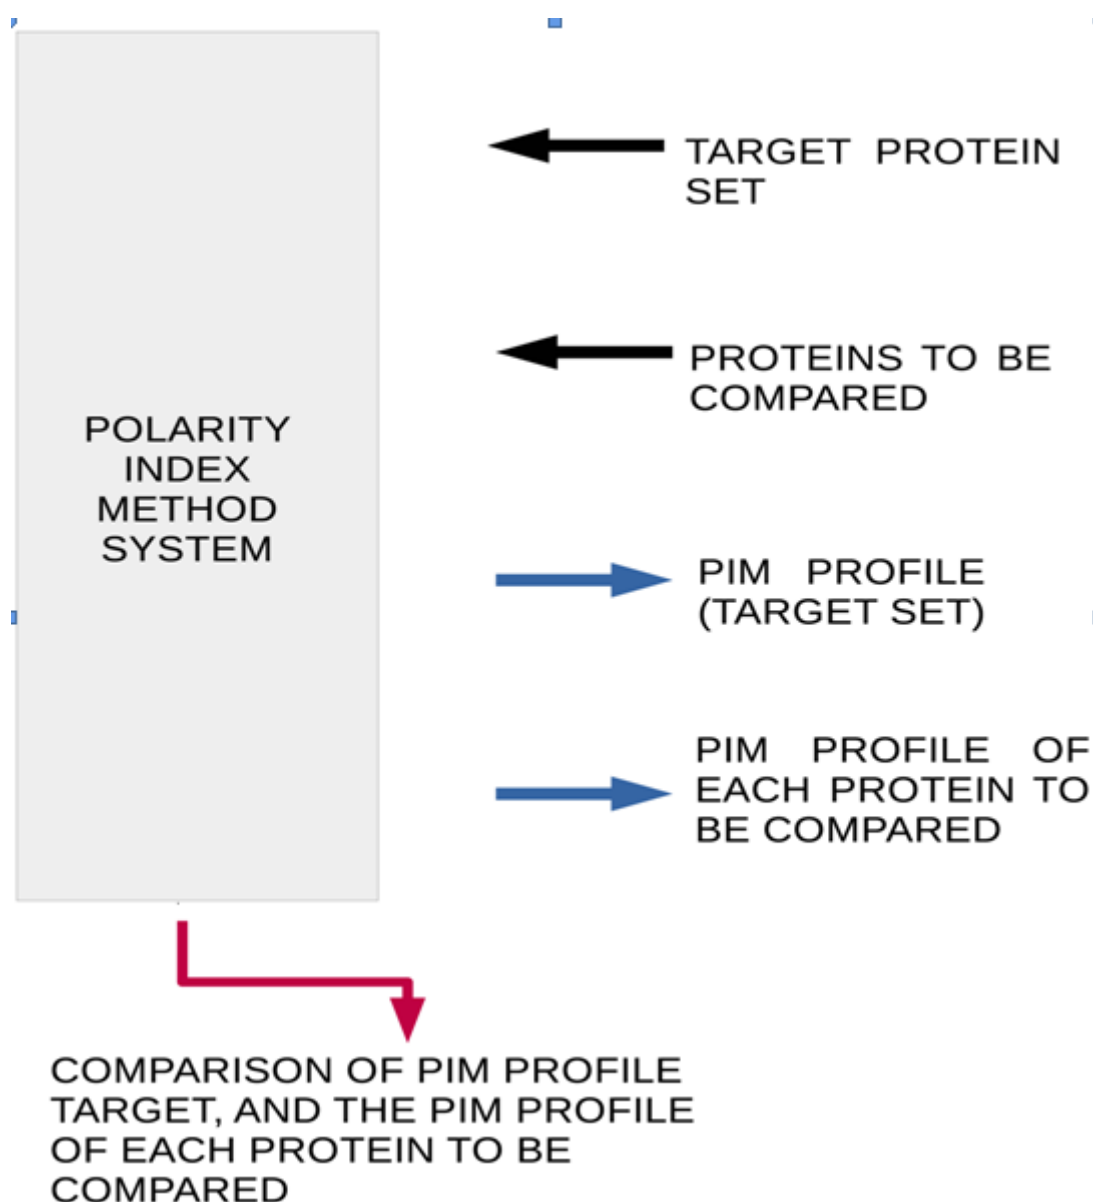 TARGET PROTEIN
SET
PROTEINS TO BE
COMPARED
POLARITY
INDEX
METHOD
SYSTEM
PIM PROFILE
(TARGET SET)
PIM PROFILE OF
EACH PROTEIN TO
BE COMPARED
COMPARISON OF PIM PROFILE
TARGET, AND THE PIM PROFILE
OF EACH PROTEIN TO BE
COMPARED